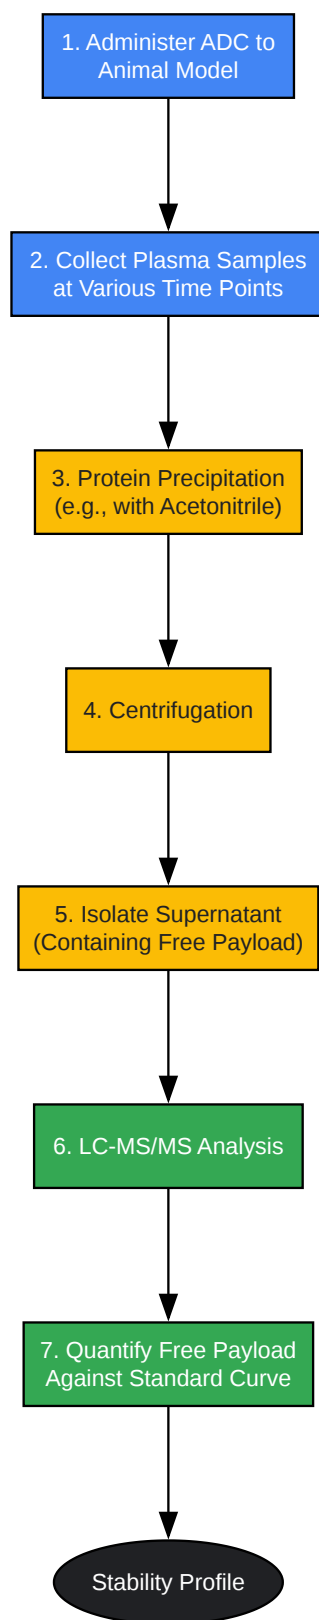 1. Administer ADC to
Animal Model
2. Collect Plasma Samples
at Various Time Points
3. Protein Precipitation
(e.g., with Acetonitrile)
4. Centrifugation
5. Isolate Supernatant
(Containing Free Payload)
6. LC-MS/MS Analysis
7. Quantify Free Payload
Against Standard Curve
Stability Profile